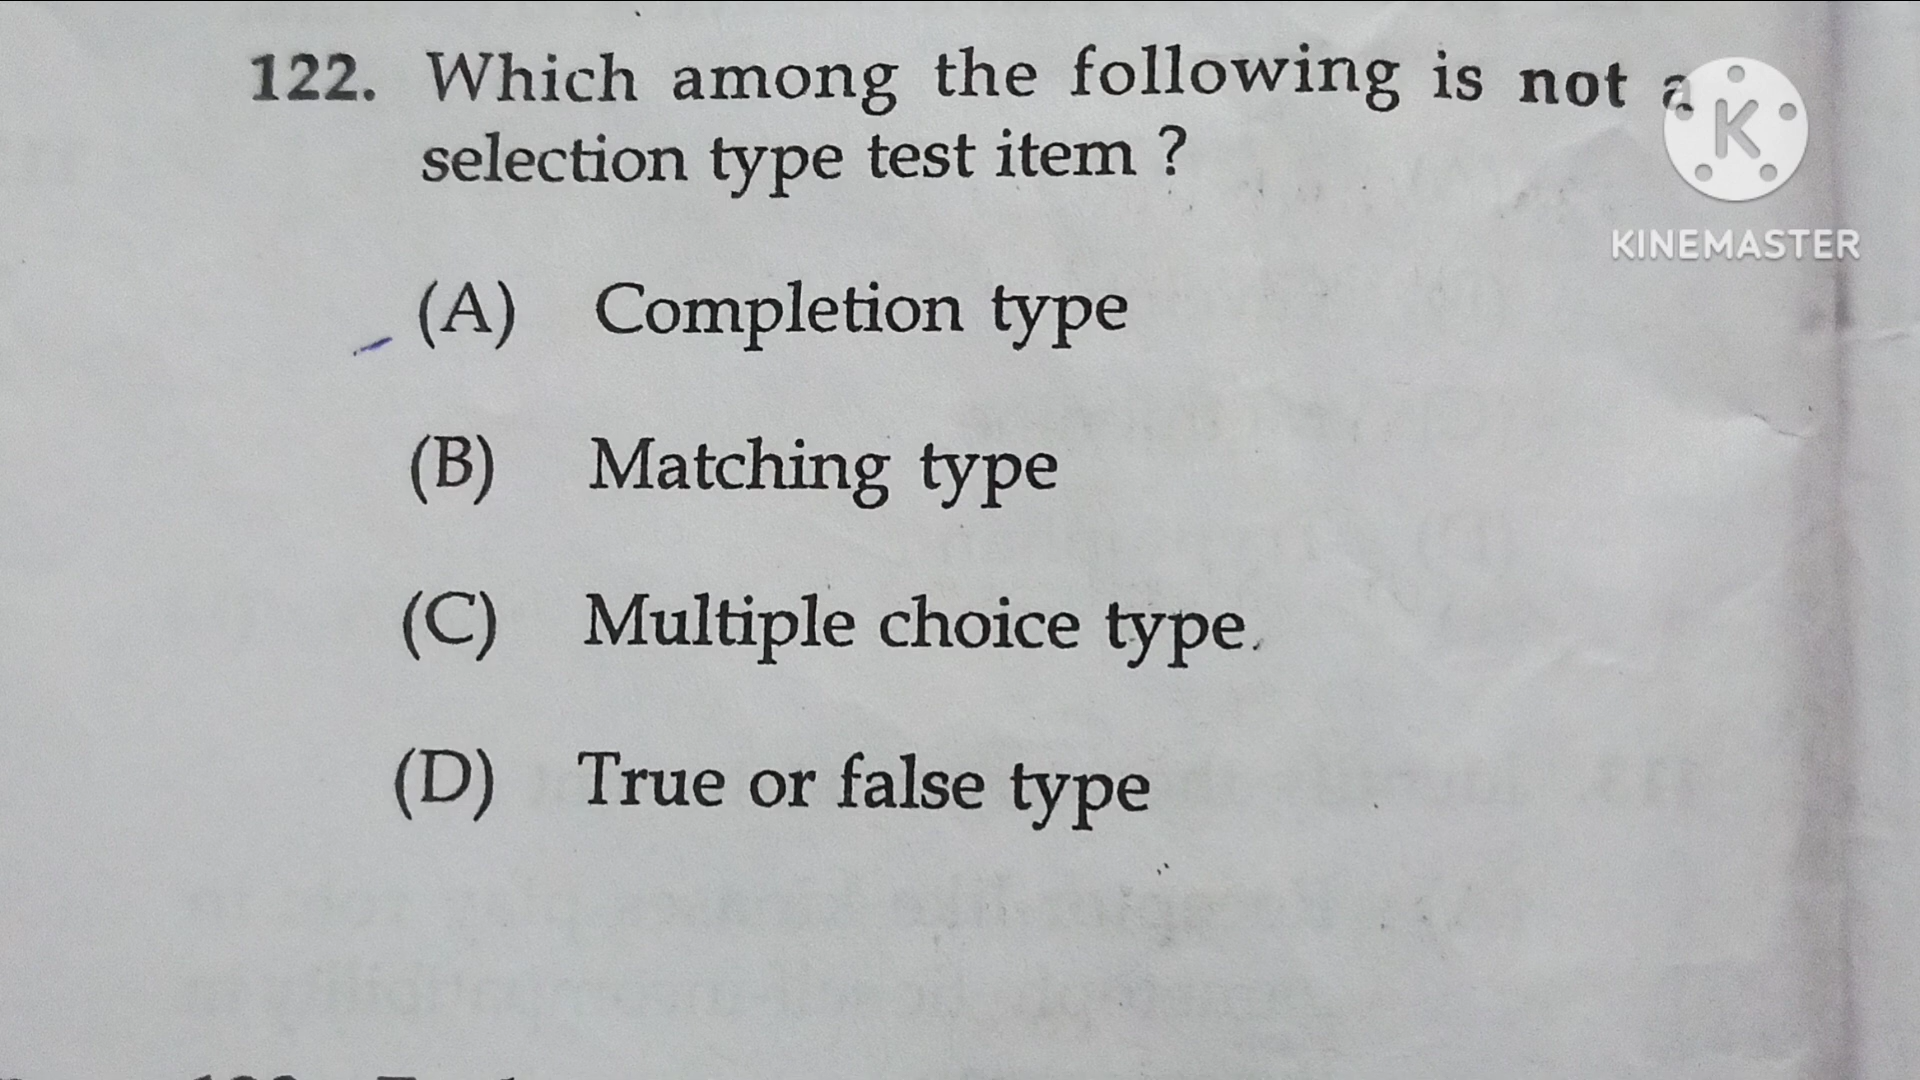 122. Which among the following is not a
selection type test item ?
K
KINEMASTER
(A) Completion type
(B) Matching type
(C) Multiple choice type.
(D) True or false type